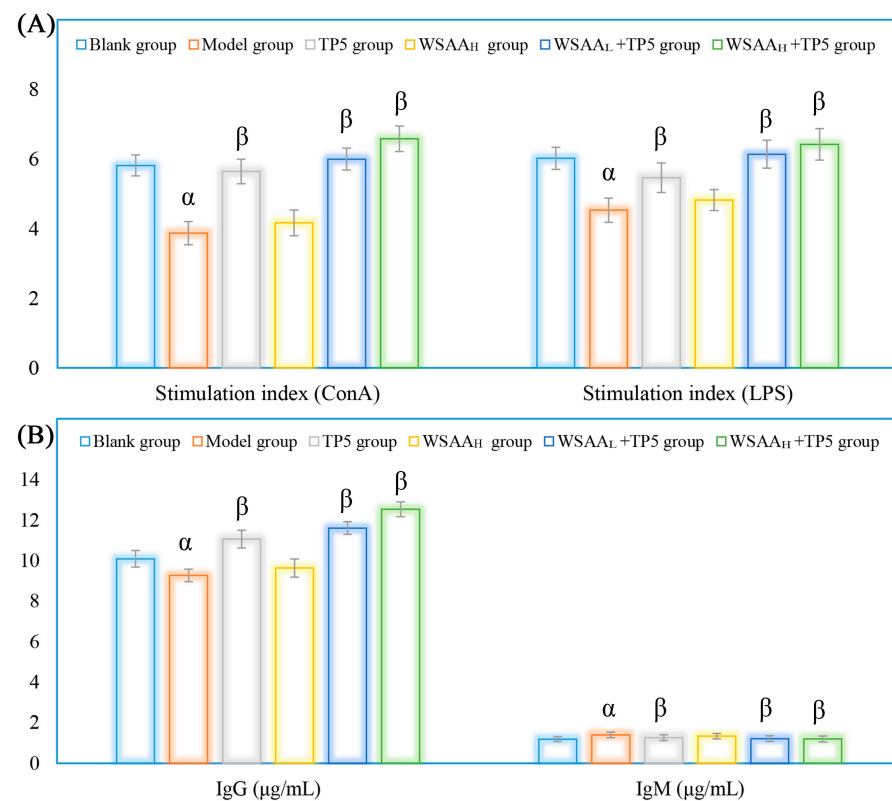 (A)
Blank group Model group TP5 group WSAAH group WSAAL +TP5 group WSAAH +TP5 group
8
6
4
2
0
β β β β β
α α
β
Stimulation index (ConA) Stimulation index (LPS)
(B)
Blank group Model group TP5 group WSAAH group WSAAL +TP5 group WSAAH +TP5 group
14
12
10
8
6
4
2
0
α β β β
α β β β
IgG (μg/mL) IgM (μg/mL)